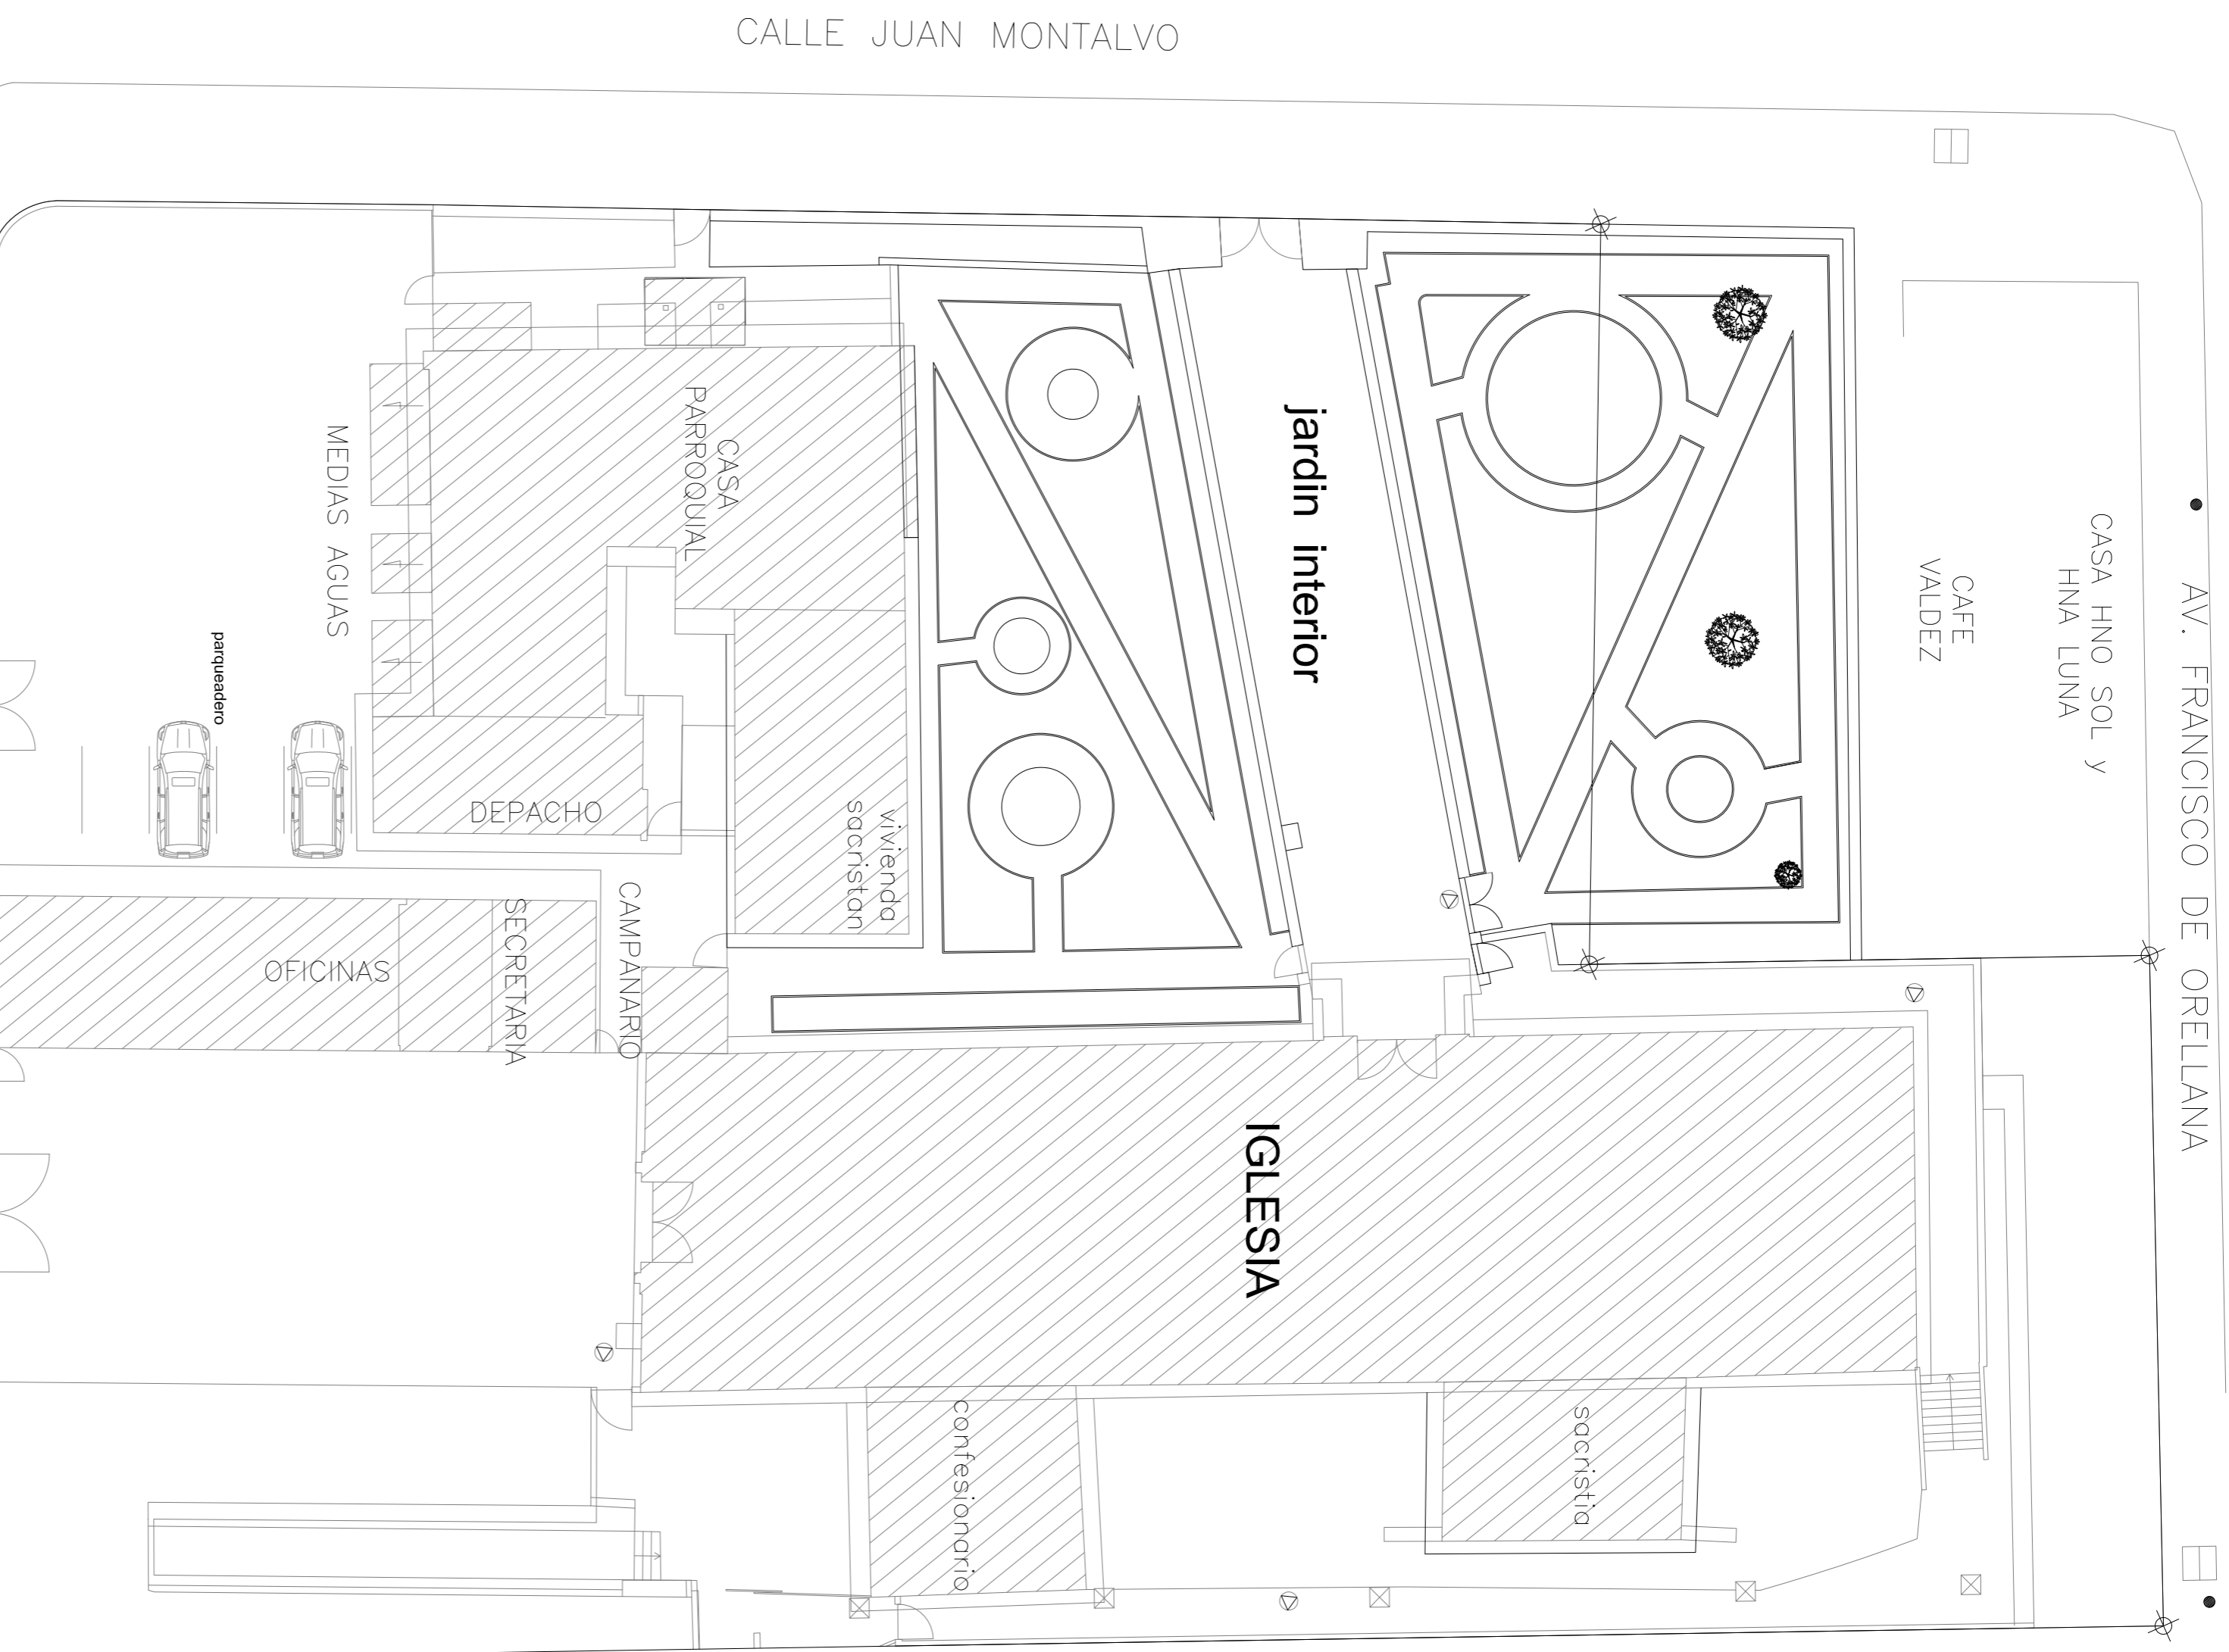 CALLE JUAN MONTALVO
MEDIAS AGUAS
CASA
PARROQUIAL
jardin interior
CAFE
VALDEZ
CASA HNO SOL y
HNA LUNA
AV. FRANCISCO DE ORELLANA
parqueadero
DEPACHO
vivienda
sacristan
OFICINAS
SECRETARIA
CAMPANARIO
IGLESIA
confesionario
sacristia